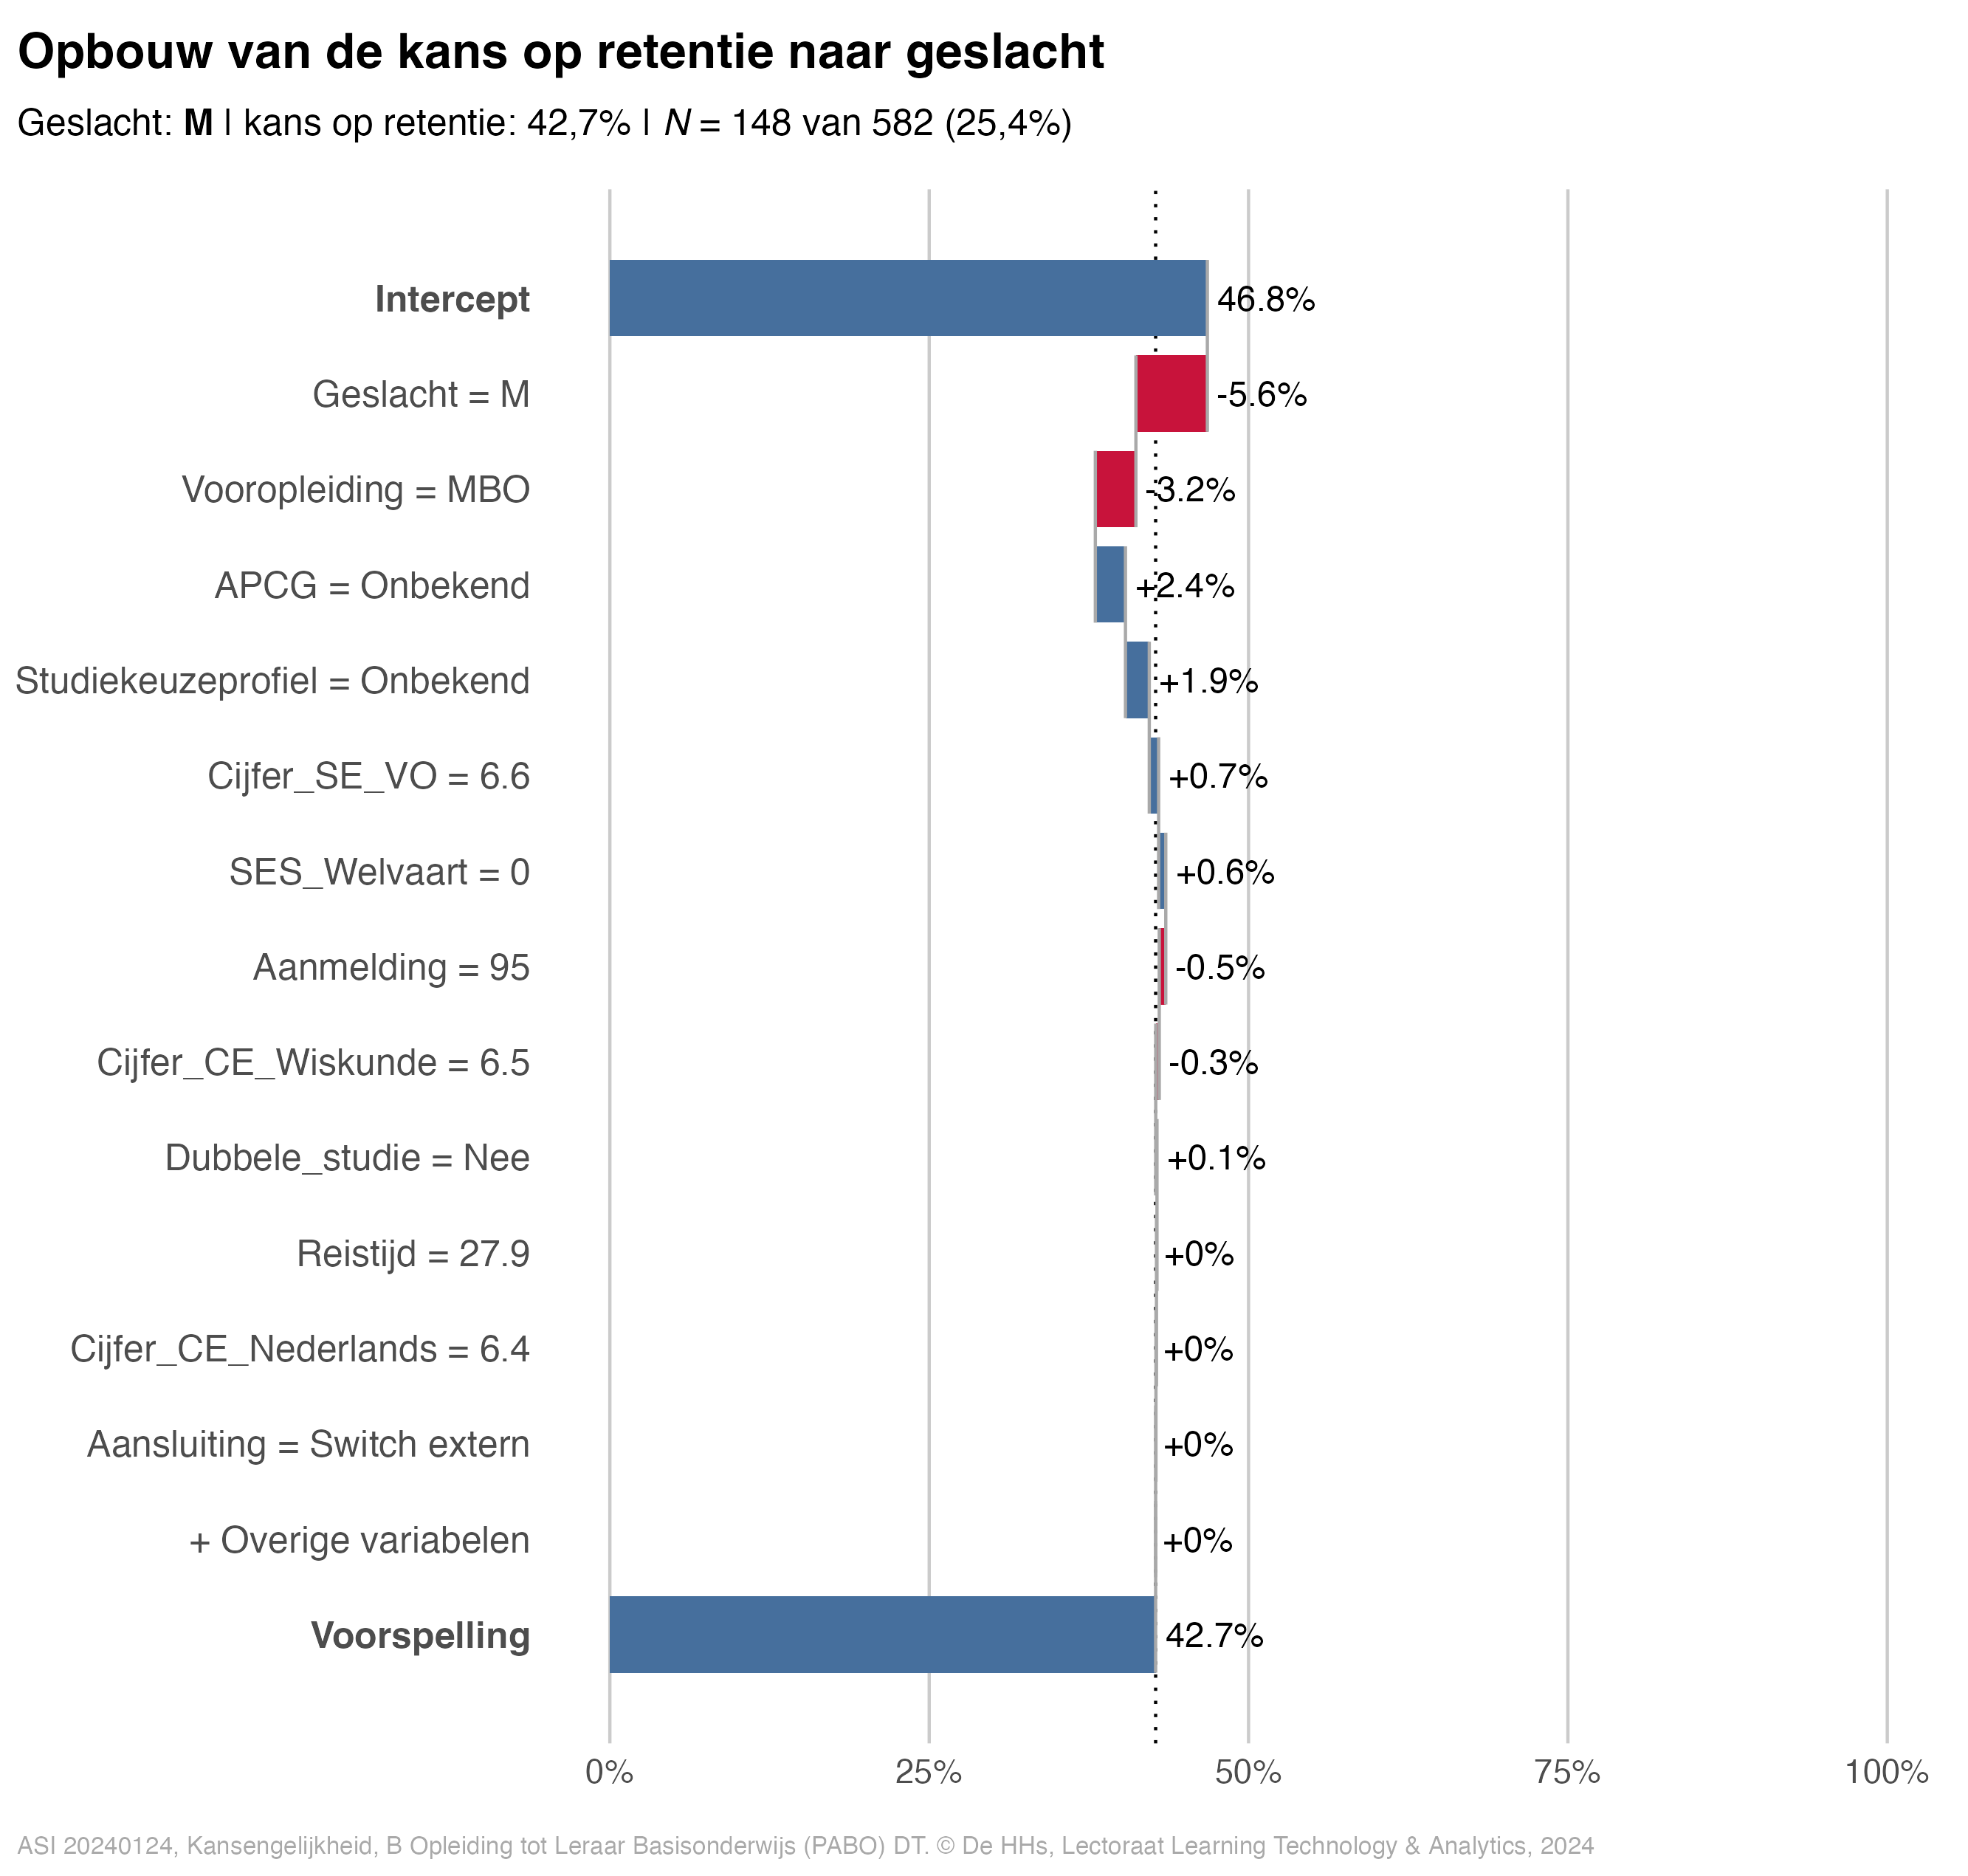 Opbouw van de kans op retentie naar geslacht
Geslacht: M | kans op retentie: 42,7% | N = 148 van 582 (25,4%)
Intercept 46.8%
Geslacht = M -5.6%
Vooropleiding = MBO -3.2%
APCG = Onbekend +2.4%
Studiekeuzeprofiel = Onbekend +1.9%
Cijfer_SE_VO = 6.6 +0.7%
SES_Welvaart = 0 +0.6%
Aanmelding = 95 -0.5%
Cijfer_CE_Wiskunde = 6.5 -0.3%
Dubbele_studie = Nee +0.1%
Reistijd = 27.9 +0%
Cijfer_CE_Nederlands = 6.4 +0%
Aansluiting = Switch extern +0%
+ Overige variabelen +0%
Voorspelling 42.7%
0% 25% 50% 75% 100%
ASI 20240124, Kansengelijkheid, B Opleiding tot Leraar Basisonderwijs (PABO) DT. © De HHs, Lectoraat Learning Technology & Analytics, 2024